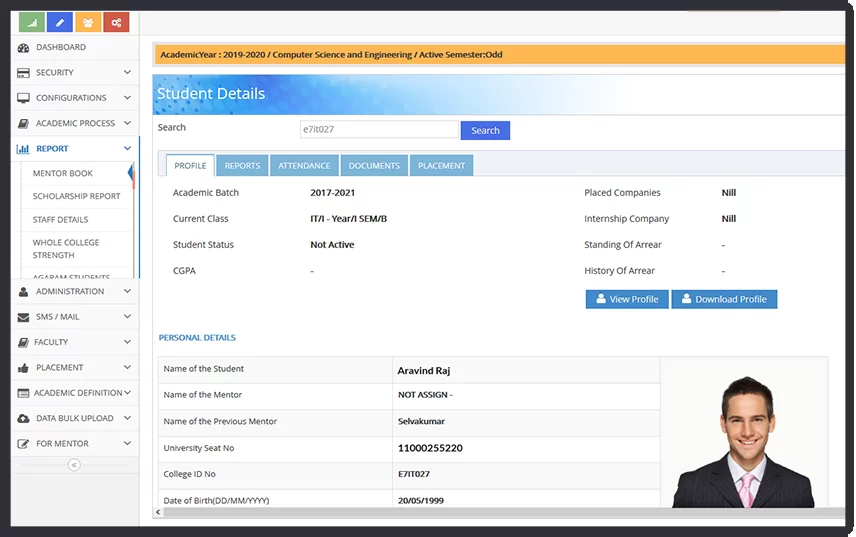 AcademicYear : 2019-2020 / Computer Science and Engineering / Active Semester:Odd
DASHBOARD
SECURITY
CONFIGURATIONS
ACADEMIC PROCESS
REPORT
MENTOR BOOK
SCHOLARSHIP REPORT
STAFF DETAILS
WHOLE COLLEGE
STRENGTH
AGARAM STUDENTS
ADMINISTRATION
SMS / MAIL
FACULTY
PLACEMENT
ACADEMIC DEFINITION
DATA BULK UPLOAD
FOR MENTOR
Student Details
Search e7it027 Search
PROFILE REPORTS ATTENDANCE DOCUMENTS PLACEMENT
Academic Batch 2017-2021 Placed Companies Nill
Current Class IT/I - Year/I SEM/B Internship Company Nill
Student Status Not Active Standing Of Arrear -
CGPA - History Of Arrear -
View Profile Download Profile
PERSONAL DETAILS
Name of the Student Aravind Raj
Name of the Mentor NOT ASSIGN -
Name of the Previous Mentor Selvakumar
University Seat No 11000255220
College ID No E7IT027
Date of Birth(DD/MM/YYYY) 20/05/1999